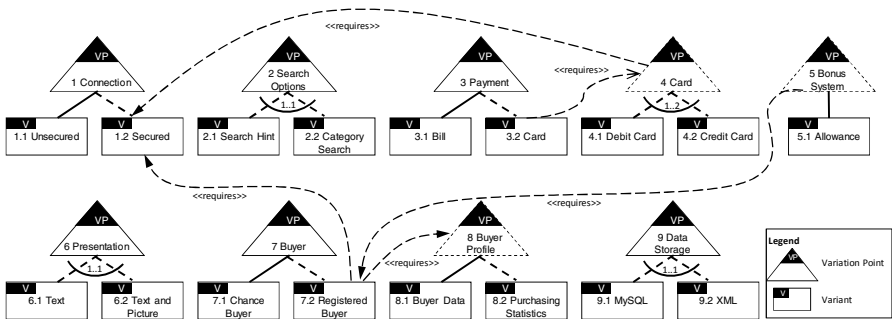 <<requires>>
VP
VP
VP
VP
VP
1 Connection
2 Search
Options
3 Payment
<<requires>>
4 Card
5 Bonus
System
1..1
1..2
V
V
V
V
V
V
V
V
V
1.1 Unsecured
1.2 Secured
2.1 Search Hint
2.2 Category
Search
3.1 Bill
3.2 Card
4.1 Debit Card
4.2 Credit Card
5.1 Allowance
<<requires>>
<<requires>>
VP
VP
VP
VP
6 Presentation
7 Buyer
8 Buyer
Profile
9 Data
Storage
<<requires>>
1..1
1..1
V
V
V
V
V
V
V
V
6.1 Text
6.2 Text and
Picture
7.1 Chance
Buyer
7.2 Registered
Buyer
8.1 Buyer Data
8.2 Purchasing
Statistics
9.1 MySQL
9.2 XML
Legend
VP
Variation Point
V
Variant